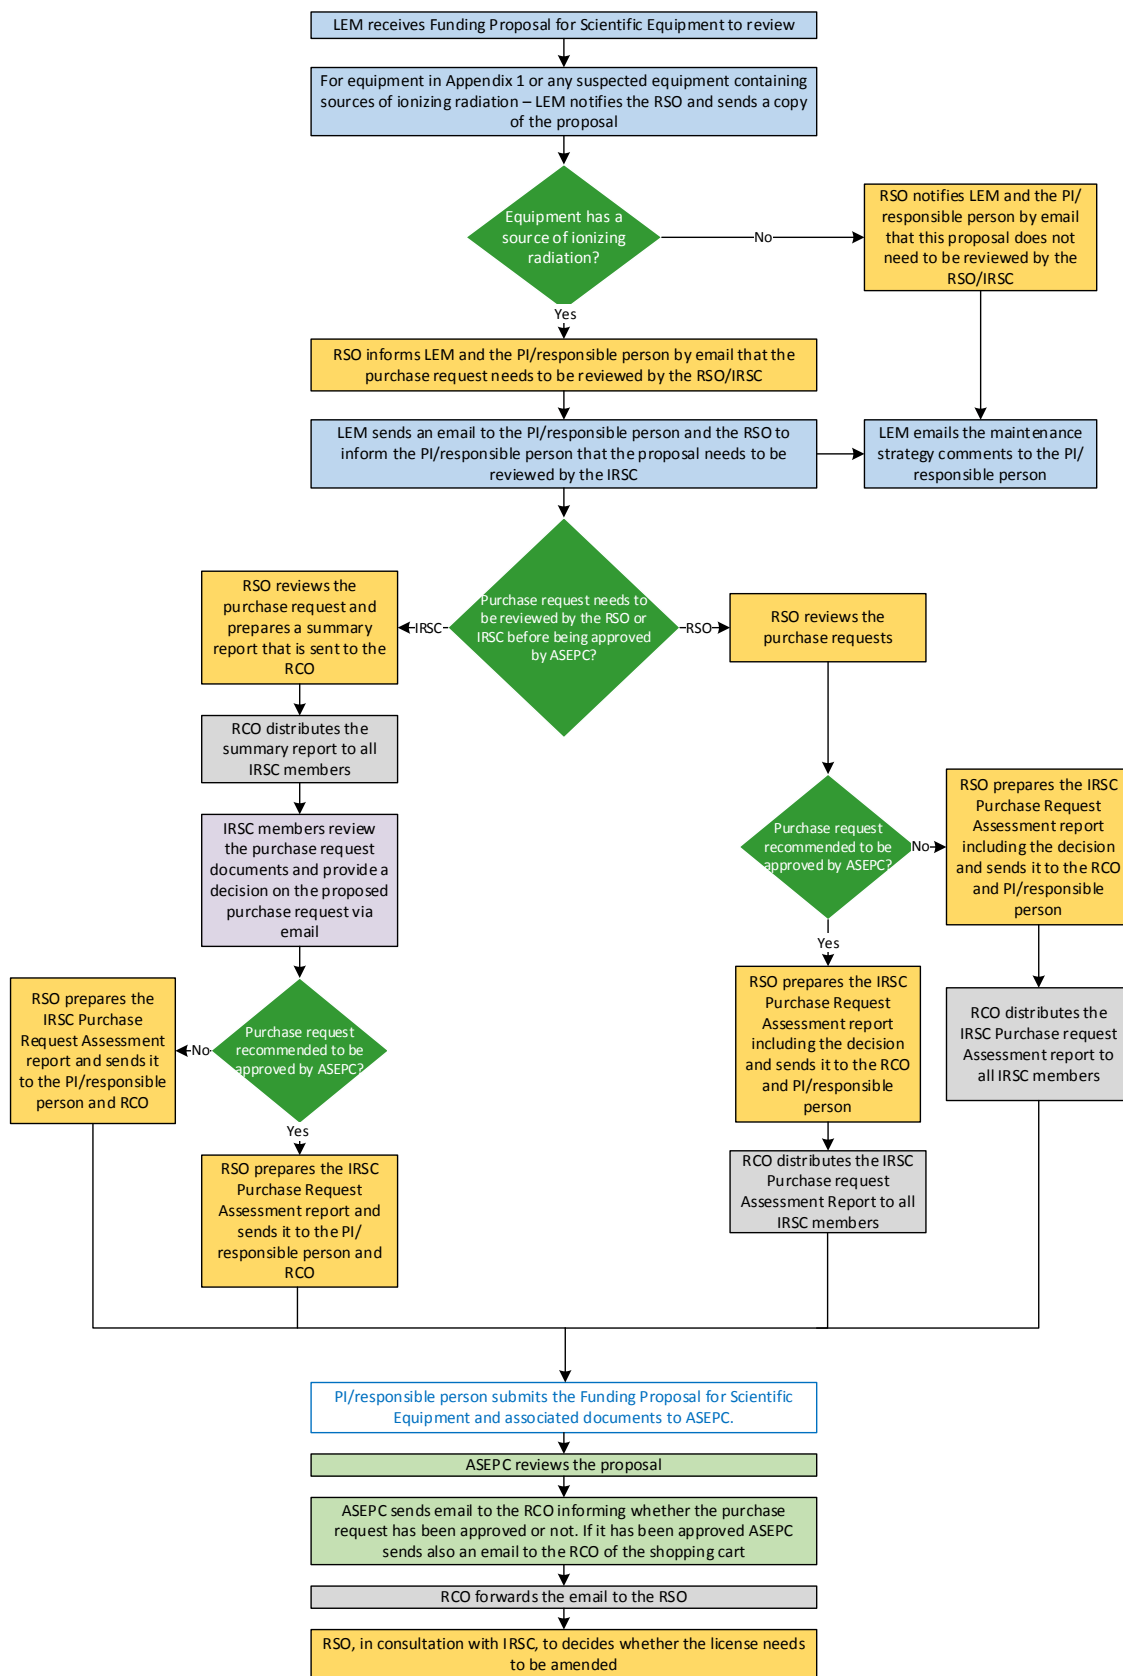 LEM receives Funding Proposal for Scientific Equipment to review
For equipment in Appendix 1 or any suspected equipment containing
sources of ionizing radiation – LEM notifies the RSO and sends a copy
of the proposal
Equipment has a
source of ionizing
radiation?
No
RSO notifies LEM and the PI/
responsible person by email
that this proposal does not
need to be reviewed by the
RSO/IRSC
Yes
RSO informs LEM and the PI/responsible person by email that the
purchase request needs to be reviewed by the RSO/IRSC
LEM sends an email to the PI/responsible person and the RSO to
inform the PI/responsible person that the proposal needs to be
reviewed by the IRSC
LEM emails the maintenance
strategy comments to the PI/
responsible person
Purchase request needs to
be reviewed by the RSO or
IRSC before being approved
by ASEPC?
IRSC
RSO
RSO reviews the
purchase request and
prepares a summary
report that is sent to the
RCO
RSO reviews the
purchase requests
RCO distributes the
summary report to all
IRSC members
IRSC members review
the purchase request
documents and provide a
decision on the proposed
purchase request via
email
Purchase request
recommended to be
approved by ASEPC?
No
RSO prepares the IRSC
Purchase Request
Assessment report
including the decision
and sends it to the RCO
and PI/responsible
person
Yes
RSO prepares the IRSC
Purchase Request
Assessment report
including the decision
and sends it to the RCO
and PI/responsible
person
RCO distributes the
IRSC Purchase request
Assessment report to
all IRSC members
RSO prepares the
IRSC Purchase
Request Assessment
report and sends it
to the PI/responsible
person and RCO
No
Purchase request
recommended to be
approved by ASEPC?
Yes
RSO prepares the IRSC
Purchase Request
Assessment report and
sends it to the PI/
responsible person and
RCO
RCO distributes the IRSC
Purchase request
Assessment Report to all
IRSC members
PI/responsible person submits the Funding Proposal for Scientific
Equipment and associated documents to ASEPC.
ASEPC reviews the proposal
ASEPC sends email to the RCO informing whether the purchase
request has been approved or not. If it has been approved ASEPC
sends also an email to the RCO of the shopping cart
RCO forwards the email to the RSO
RSO, in consultation with IRSC, to decides whether the license needs
to be amended